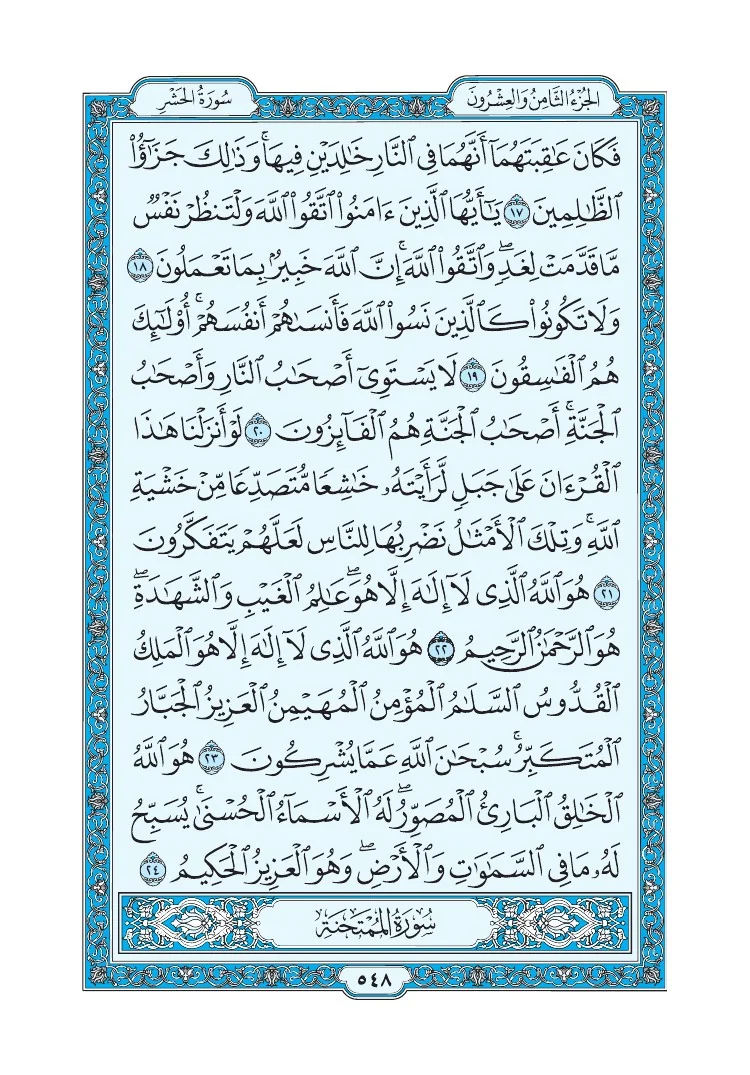 الجُزْءُ الثَّامِنُ وَالعِشْرُونَ
سُورَةُ الحَشْرِ
فَكَانَ عَٰقِبَتَهُمَآ أَنَّهُمَا فِى ٱلنَّارِ خَٰلِدَيْنِ فِيهَا ۚ وَذَٰلِكَ جَزَٰٓؤُا۟
ٱلظَّٰلِمِينَ ١٧ يَٰٓأَيُّهَا ٱلَّذِينَ ءَامَنُوا۟ ٱتَّقُوا۟ ٱللَّهَ وَلْتَنظُرْ نَفْسٌ
مَّا قَدَّمَتْ لِغَدٍ ۖ وَٱتَّقُوا۟ ٱللَّهَ ۚ إِنَّ ٱللَّهَ خَبِيرٌۢ بِمَا تَعْمَلُونَ ١٨
وَلَا تَكُونُوا۟ كَٱلَّذِينَ نَسُوا۟ ٱللَّهَ فَأَنسَىٰهُمْ أَنفُسَهُمْ ۚ أُو۟لَٰٓئِكَ
هُمُ ٱلْفَٰسِقُونَ ١٩ لَا يَسْتَوِىٓ أَصْحَٰبُ ٱلنَّارِ وَأَصْحَٰبُ
ٱلْجَنَّةِ ۚ أَصْحَٰبُ ٱلْجَنَّةِ هُمُ ٱلْفَآئِزُونَ ٢٠ لَوْ أَنزَلْنَا هَٰذَا
ٱلْقُرْءَانَ عَلَىٰ جَبَلٍ لَّرَأَيْتَهُۥ خَٰشِعًا مُّتَصَدِّعًا مِّنْ خَشْيَةِ
ٱللَّهِ ۚ وَتِلْكَ ٱلْأَمْثَٰلُ نَضْرِبُهَا لِلنَّاسِ لَعَلَّهُمْ يَتَفَكَّرُونَ
٢١ هُوَ ٱللَّهُ ٱلَّذِى لَآ إِلَٰهَ إِلَّا هُوَ ۖ عَٰلِمُ ٱلْغَيْبِ وَٱلشَّهَٰدَةِ ۖ
هُوَ ٱلرَّحْمَٰنُ ٱلرَّحِيمُ ٢٢ هُوَ ٱللَّهُ ٱلَّذِى لَآ إِلَٰهَ إِلَّا هُوَ ٱلْمَلِكُ
ٱلْقُدُّوسُ ٱلسَّلَٰمُ ٱلْمُؤْمِنُ ٱلْمُهَيْمِنُ ٱلْعَزِيزُ ٱلْجَبَّارُ
ٱلْمُتَكَبِّرُ ۚ سُبْحَٰنَ ٱللَّهِ عَمَّا يُشْرِكُونَ ٢٣ هُوَ ٱللَّهُ
ٱلْخَٰلِقُ ٱلْبَارِئُ ٱلْمُصَوِّرُ ۖ لَهُ ٱلْأَسْمَآءُ ٱلْحُسْنَىٰ ۚ يُسَبِّحُ
لَهُۥ مَا فِى ٱلسَّمَٰوَٰتِ وَٱلْأَرْضِ ۖ وَهُوَ ٱلْعَزِيزُ ٱلْحَكِيمُ ٢٤
سُورَةُ المُمْتَحنَةِ
٥٤٨